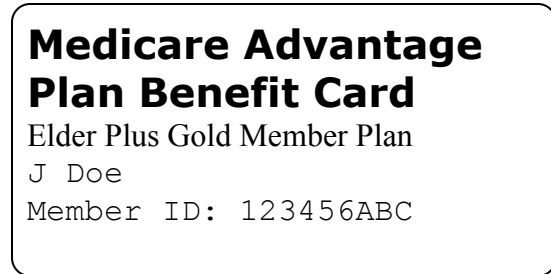 Medicare Advantage
Plan Benefit Card
Elder Plus Gold Member Plan
J Doe
Member ID: 123456ABC